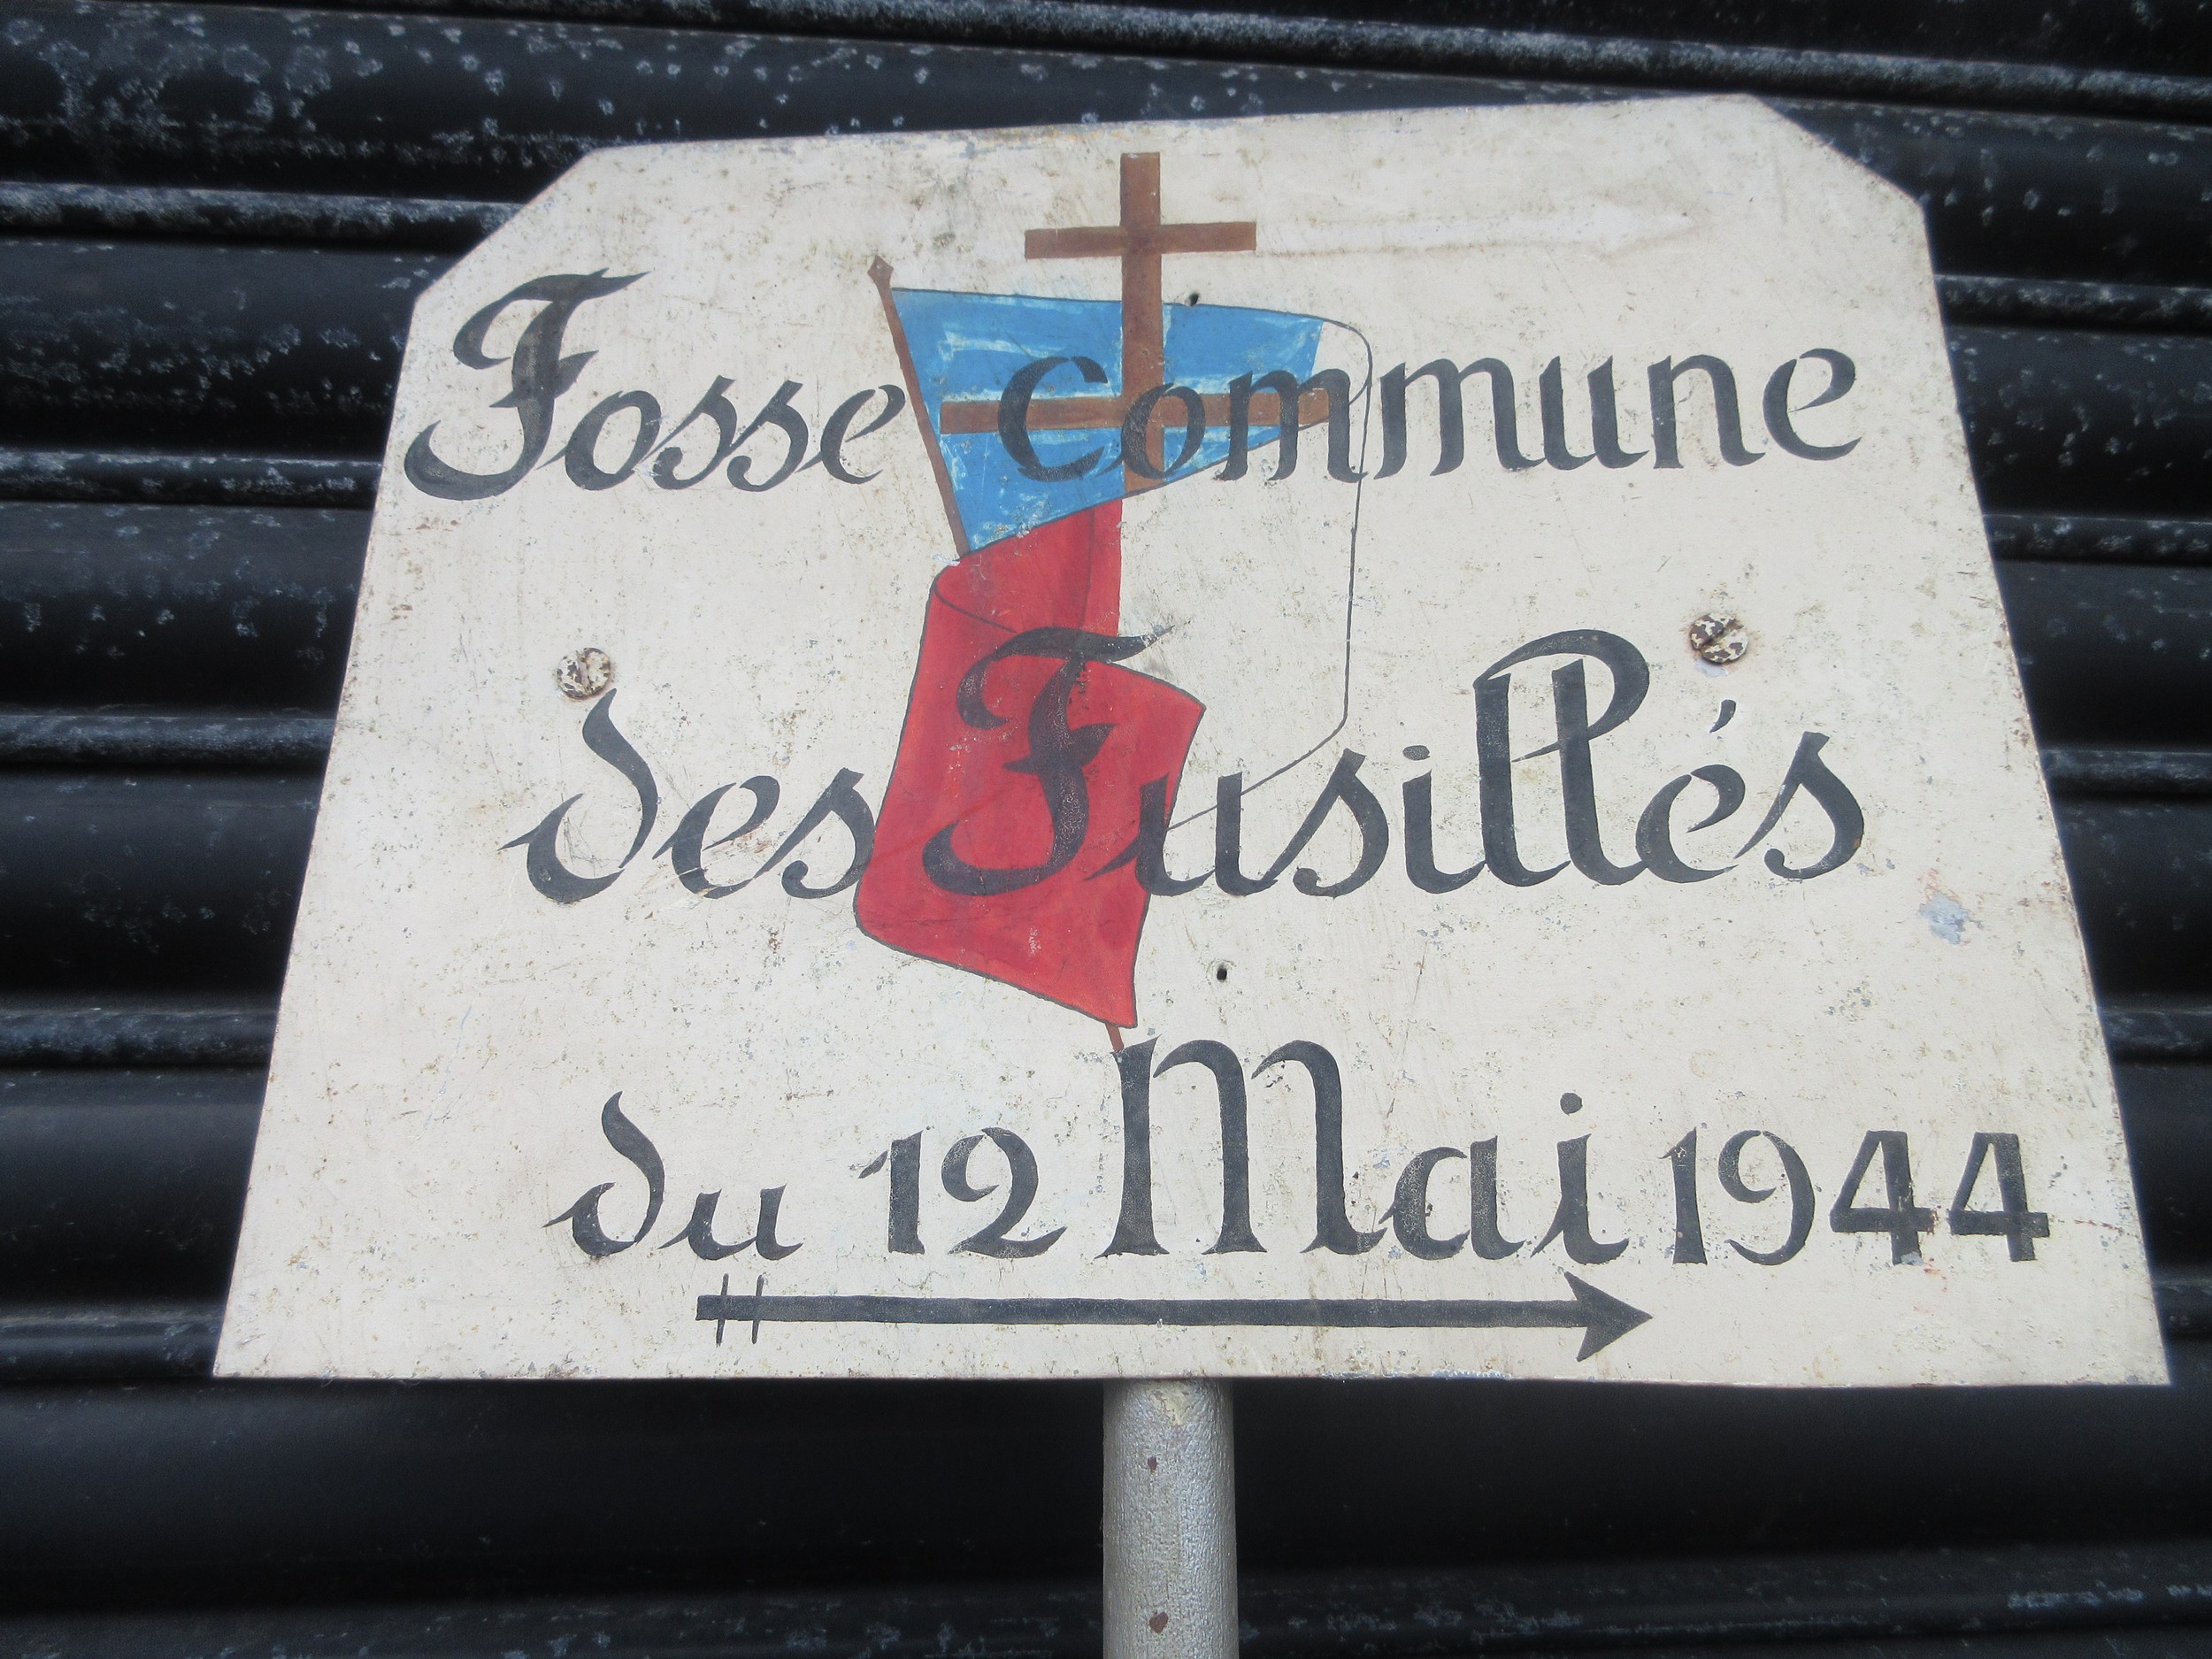 Fosse Commune
des Fusillés
du 12 Mai 1944